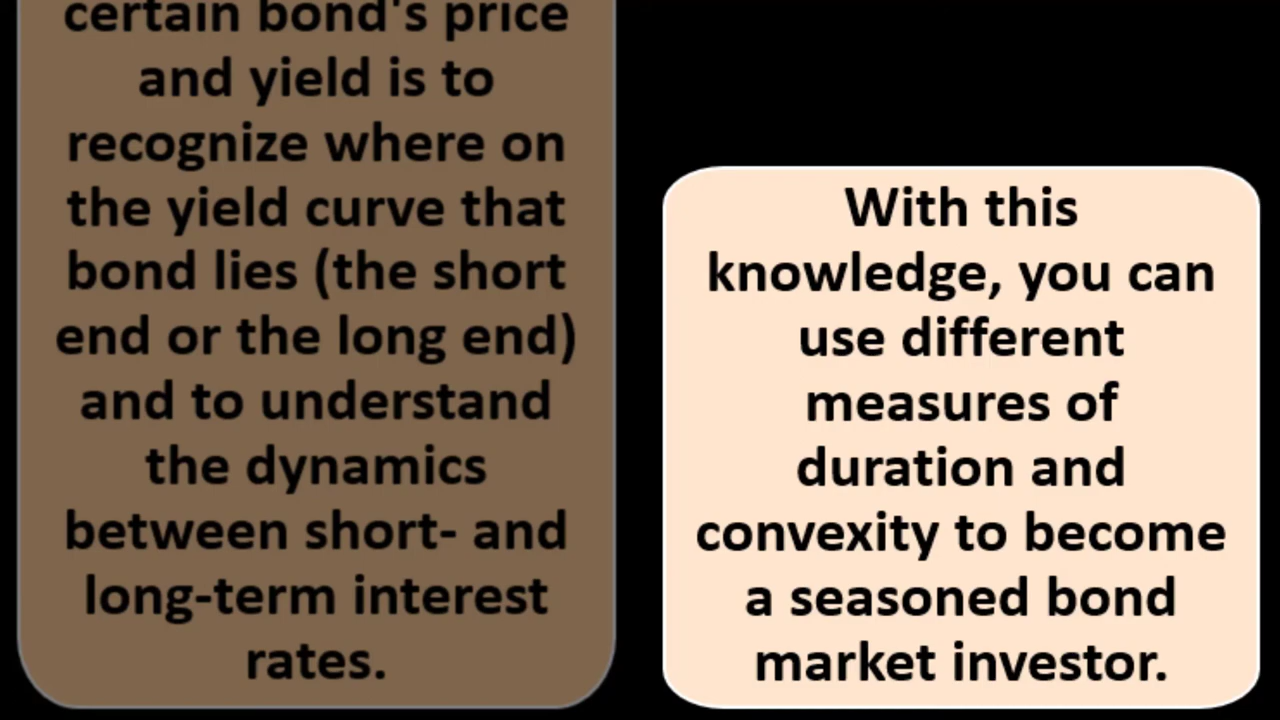 certain bond's price
and yield is to
recognize where on
the yield curve that
bond lies (the short
end or the long end)
and to understand
the dynamics
between short- and
long-term interest
rates.
With this
knowledge, you can
use different
measures of
duration and
convexity to become
a seasoned bond
market investor.